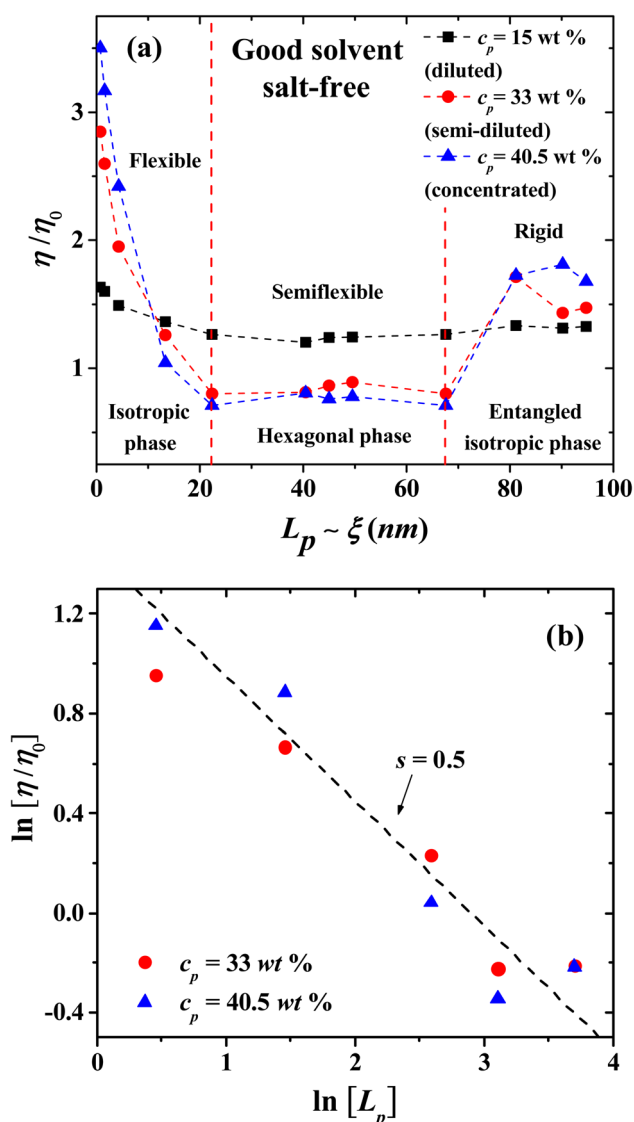 (a)
Good solvent
salt-free
c_p = 15 wt %
(diluted)
c_p = 33 wt %
(semi-diluted)
c_p = 40.5 wt %
(concentrated)
Flexible
Semiflexible
Rigid
Isotropic
phase
Hexagonal phase
Entangled
isotropic phase
3
2
1
η/η₀
0 20 40 60 80 100
L_p ~ ξ (nm)
(b)
s = 0.5
c_p = 33 wt %
c_p = 40.5 wt %
1.2
0.8
0.4
0.0
-0.4
ln [η/η₀]
0 1 2 3 4
ln [L_p]